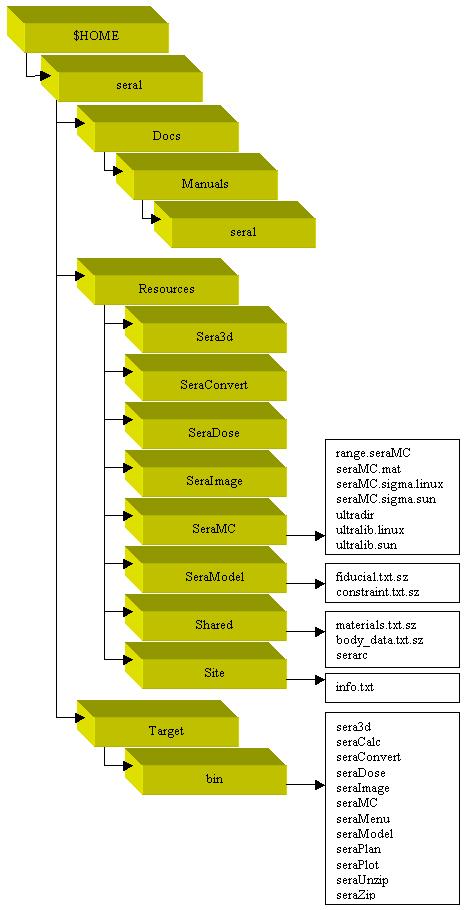 $HOME
sera1
Docs
Manuals
sera1
Resources
Sera3d
SeraConvert
SeraDose
SeraImage
SeraMC
range.seraMC
seraMC.mat
seraMC.sigma.linux
seraMC.sigma.sun
ultradir
ultralib.linux
ultralib.sun
SeraModel
fiducial.txt.sz
constraint.txt.sz
Shared
materials.txt.sz
body_data.txt.sz
serarc
Site
info.txt
Target
bin
sera3d
seraCalc
seraConvert
seraDose
seraImage
seraMC
seraMenu
seraModel
seraPlan
seraPlot
seraUnzip
seraZip